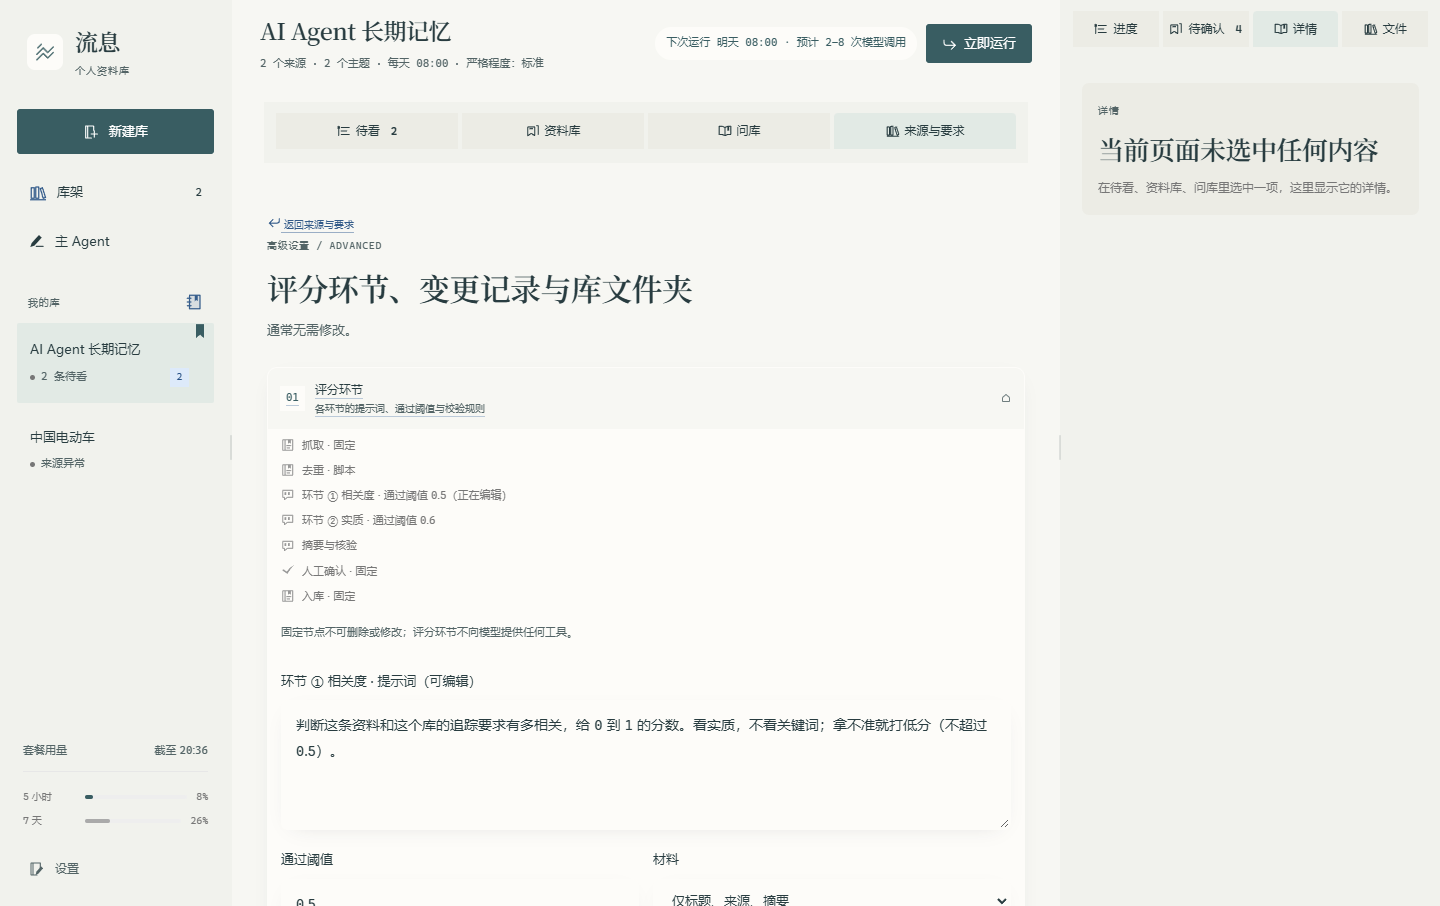 流息
个人资料库
新建库
库架 2
主 Agent
我的库
AI Agent 长期记忆
2 条待看 2
中国电动车
来源异常
套餐用量 截至 20:36
5 小时 8%
7 天 26%
设置
AI Agent 长期记忆
2 个来源 · 2 个主题 · 每天 08:00 · 严格程度：标准
下次运行 明天 08:00 · 预计 2–8 次模型调用
立即运行
待看 2
资料库
问库
来源与要求
返回来源与要求
高级设置 / ADVANCED
评分环节、变更记录与库文件夹
通常无需修改。
01
评分环节
各环节的提示词、通过阈值与校验规则
抓取 · 固定
去重 · 脚本
环节 ① 相关度 · 通过阈值 0.5（正在编辑）
环节 ② 实质 · 通过阈值 0.6
摘要与核验
人工确认 · 固定
入库 · 固定
固定节点不可删除或修改；评分环节不向模型提供任何工具。
环节 ① 相关度 · 提示词（可编辑）
判断这条资料和这个库的追踪要求有多相关，给 0 到 1 的分数。看实质，不看关键词；拿不准就打低分（不超过
0.5）。
通过阈值 材料
0.5 仅标题、来源、摘要
进度
待确认 4
详情
文件
详情
当前页面未选中任何内容
在待看、资料库、问库里选中一项，这里显示它的详情。